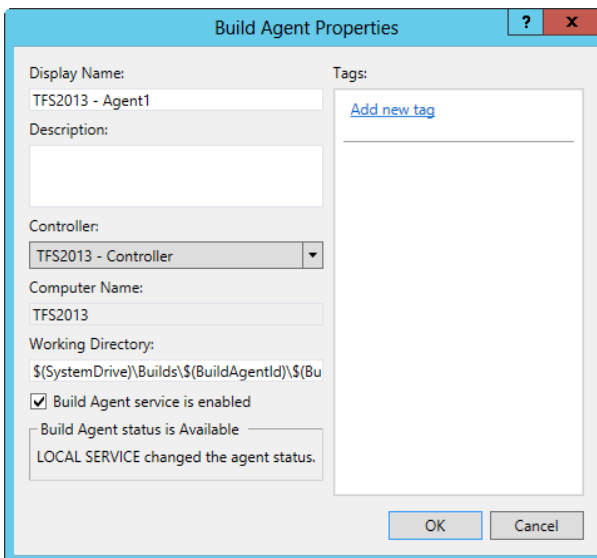 Build Agent Properties
?
x
Display Name:
TFS2013 - Agent1
Description:
Controller:
TFS2013 - Controller
Computer Name:
TFS2013
Working Directory:
$(SystemDrive)\Builds\$(BuildAgentId)\$(Bu
Build Agent service is enabled
Build Agent status is Available
LOCAL SERVICE changed the agent status.
Tags:
Add new tag
OK
Cancel